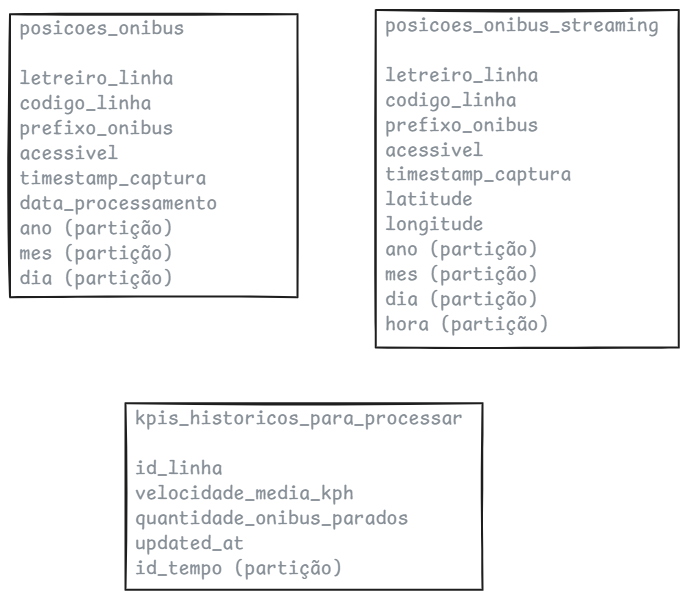 posicoes_onibus
letreiro_linha
codigo_linha
prefixo_onibus
acessivel
timestamp_captura
data_processamento
ano (partição)
mes (partição)
dia (partição)
posicoes_onibus_streaming
letreiro_linha
codigo_linha
prefixo_onibus
acessivel
timestamp_captura
latitude
longitude
ano (partição)
mes (partição)
dia (partição)
hora (partição)
kpis_historicos_para_processar
id_linha
velocidade_media_kph
quantidade_onibus_parados
updated_at
id_tempo (partição)